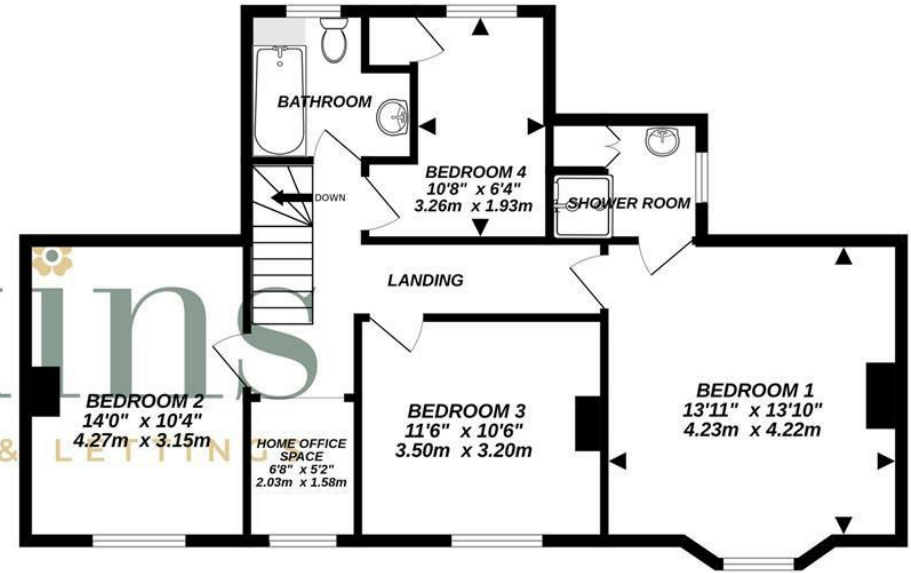 BATHROOM
BEDROOM 4
10'8" x 6'4"
3.26m x 1.93m
DOWN
SHOWER ROOM
LANDING
ins
BEDROOM 2
14'0" x 10'4"
4.27m x 3.15m
BEDROOM 3
11'6" x 10'6"
3.50m x 3.20m
BEDROOM 1
13'11" x 13'10"
4.23m x 4.22m
HOME OFFICE
SPACE
6'8" x 5'2"
2.03m x 1.58m
& LETTINGS